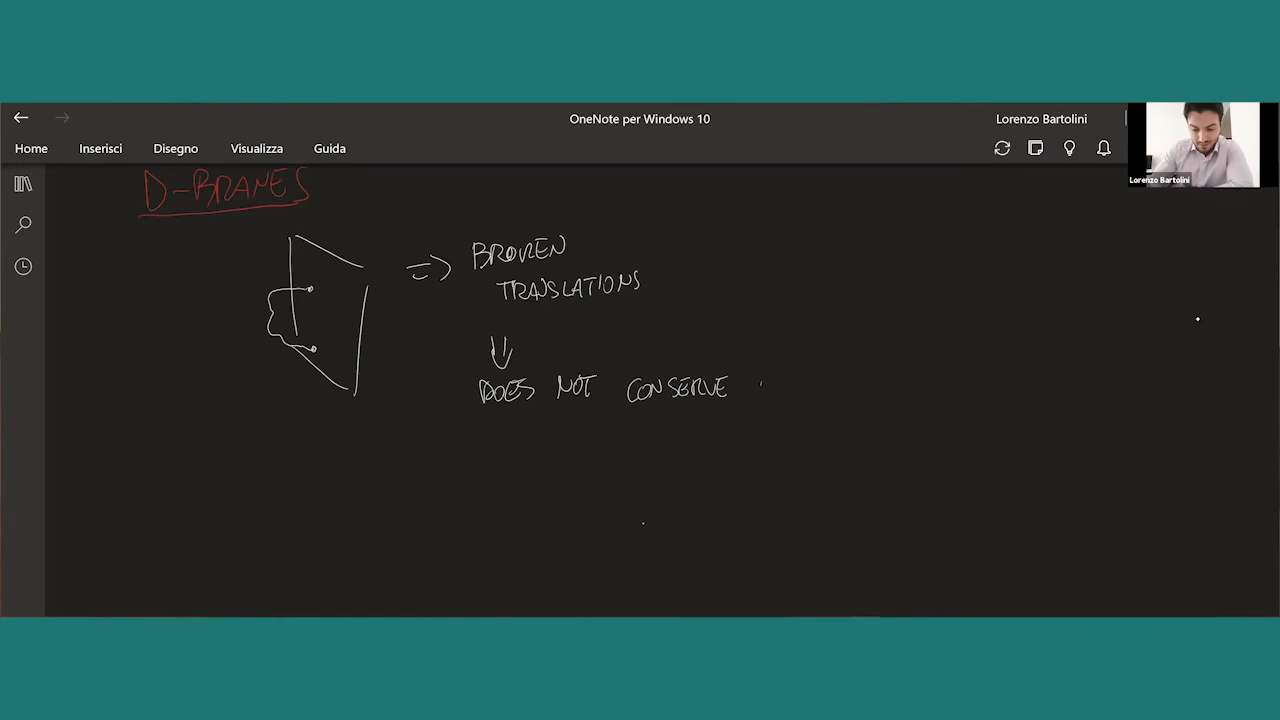 OneNote per Windows 10
Lorenzo Bartolini
Home Inserisci Disegno Visualizza Guida
Lorenzo Bartolini
D-BRANES
=> BROKEN
TRANSLATIONS
⇓
DOES NOT CONSERVE